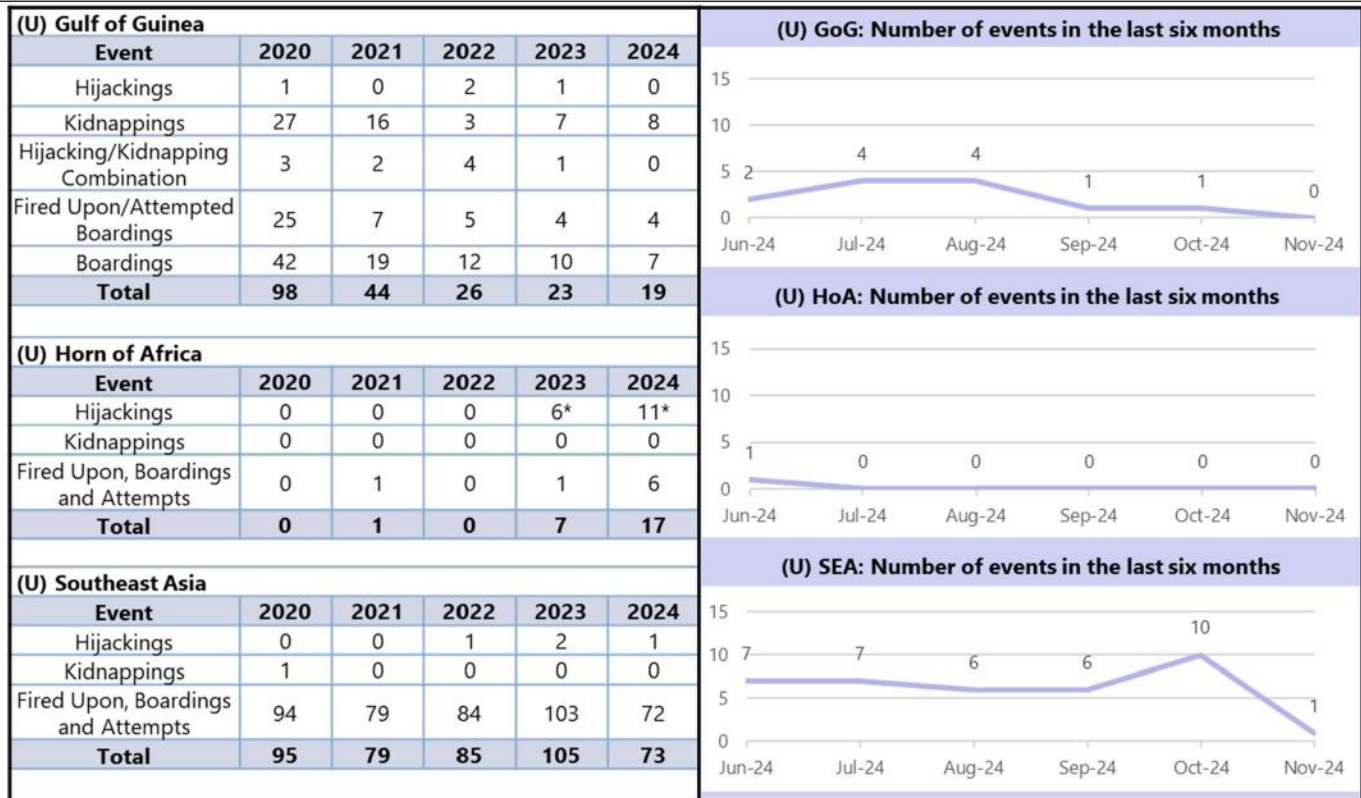 (U) Gulf of Guinea
Event 2020 2021 2022 2023 2024
Hijackings 1 0 2 1 0
Kidnappings 27 16 3 7 8
Hijacking/Kidnapping
Combination 3 2 4 1 0
Fired Upon/Attempted
Boardings 25 7 5 4 4
Boardings 42 19 12 10 7
Total 98 44 26 23 19
(U) Horn of Africa
Event 2020 2021 2022 2023 2024
Hijackings 0 0 0 6* 11*
Kidnappings 0 0 0 0 0
Fired Upon, Boardings
and Attempts 0 1 0 1 6
Total 0 1 0 7 17
(U) Southeast Asia
Event 2020 2021 2022 2023 2024
Hijackings 0 0 1 2 1
Kidnappings 1 0 0 0 0
Fired Upon, Boardings
and Attempts 94 79 84 103 72
Total 95 79 85 105 73
(U) GoG: Number of events in the last six months
15
10
5
0
2 4 4 1 1 0
Jun-24 Jul-24 Aug-24 Sep-24 Oct-24 Nov-24
(U) HoA: Number of events in the last six months
15
10
5
0
1 0 0 0 0 0
Jun-24 Jul-24 Aug-24 Sep-24 Oct-24 Nov-24
(U) SEA: Number of events in the last six months
15
10
5
0
7 7 6 6 10 1
Jun-24 Jul-24 Aug-24 Sep-24 Oct-24 Nov-24